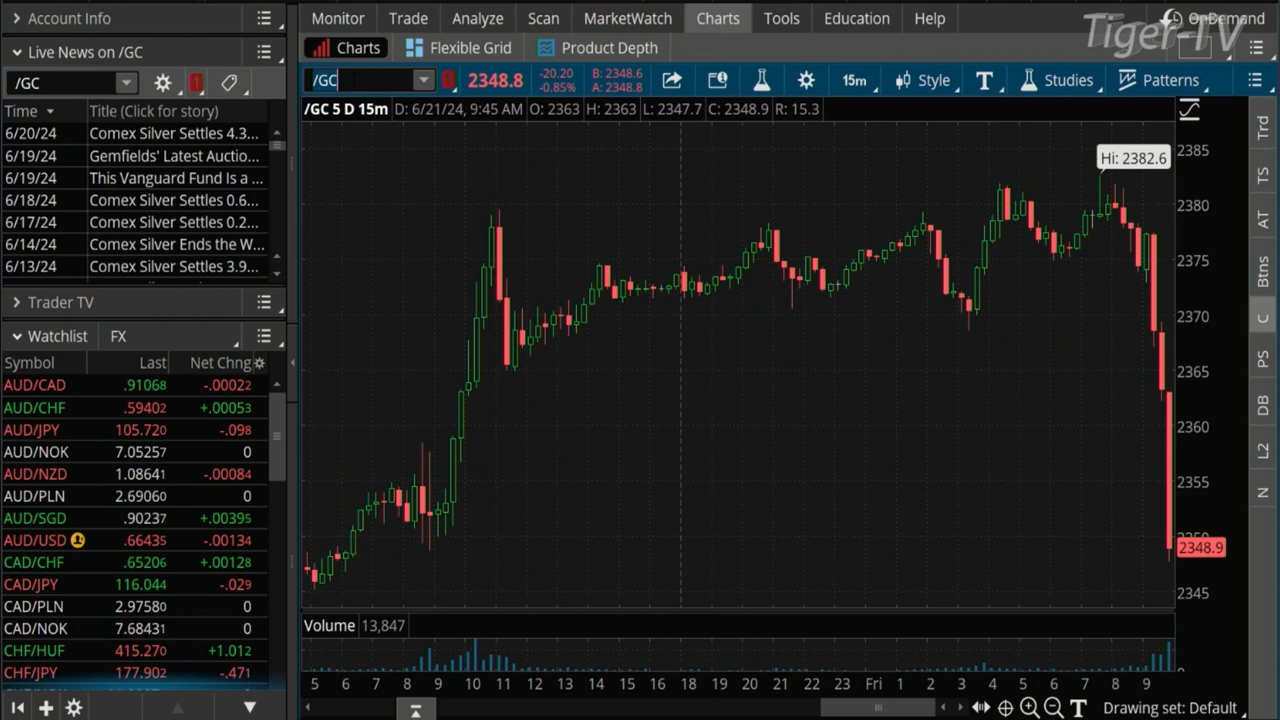 Account Info
Monitor Trade Analyze Scan MarketWatch Charts Tools Education Help
OnDemand
Tiger-TV
Live News on /GC
Charts Flexible Grid Product Depth
/GC
/GC 1 2348.8 -20.20 -0.85% B: 2348.6 A: 2348.8 15m Style T Studies Patterns
Time Title (Click for story)
/GC 5 D 15m D: 6/21/24, 9:45 AM O: 2363 H: 2363 L: 2347.7 C: 2348.9 R: 15.3
6/20/24 Comex Silver Settles 4.3...
6/19/24 Gemfields' Latest Auctio...
6/19/24 This Vanguard Fund Is a ...
6/18/24 Comex Silver Settles 0.6...
6/17/24 Comex Silver Settles 0.2...
6/14/24 Comex Silver Ends the W...
6/13/24 Comex Silver Settles 3.9...
Trader TV
Watchlist FX
Symbol Last Net Chng
AUD/CAD .91068 -.00022
AUD/CHF .59402 +.00053
AUD/JPY 105.720 -.098
AUD/NOK 7.05257 0
AUD/NZD 1.08641 -.00084
AUD/PLN 2.69060 0
AUD/SGD .90237 +.00395
AUD/USD .66435 -.00134
CAD/CHF .65206 +.00128
CAD/JPY 116.044 -.029
CAD/PLN 2.97580 0
CAD/NOK 7.68431 0
CHF/HUF 415.270 +1.012
CHF/JPY 177.902 -.471
Hi: 2382.6
2385
2380
2375
2370
2365
2360
2355
2348.9
2345
Volume 13,847
0
5 6 7 8 9 10 11 12 13 14 15 16 17 18 19 20 21 22 23 Fri 1 2 3 4 5 6 7 8 9
T Drawing set: Default
Trd
TS
AT
Btns
C
PS
DB
L2
N